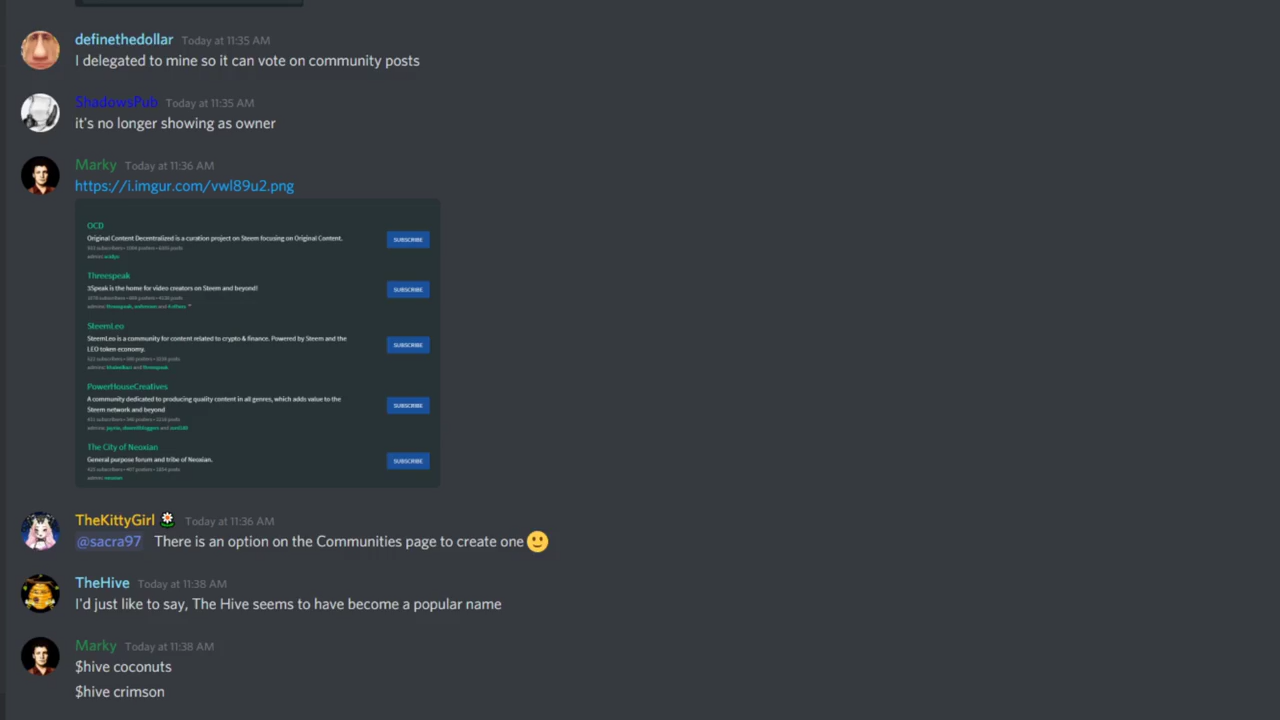 definethedollar Today at 11:35 AM
I delegated to mine so it can vote on community posts
ShadowsPub Today at 11:35 AM
it's no longer showing as owner
Marky Today at 11:36 AM
https://i.imgur.com/vwl89u2.png
OCD
Original Content Decentralized is a curation project on Steem focusing on Original Content.
SUBSCRIBE
Threespeak
3Speak is the home for video creators on Steem and beyond!
SUBSCRIBE
SteemLeo
SteemLeo is a community for content related to crypto & finance. Powered by Steem and the
LEO token economy.
SUBSCRIBE
PowerHouseCreatives
A community dedicated to producing quality content in all genres, which adds value to the
Steem network and beyond
SUBSCRIBE
The City of Neoxian
General purpose forum and tribe of Neoxian.
SUBSCRIBE
TheKittyGirl Today at 11:36 AM
@sacra97 There is an option on the Communities page to create one
TheHive Today at 11:38 AM
I'd just like to say, The Hive seems to have become a popular name
Marky Today at 11:38 AM
$hive coconuts
$hive crimson